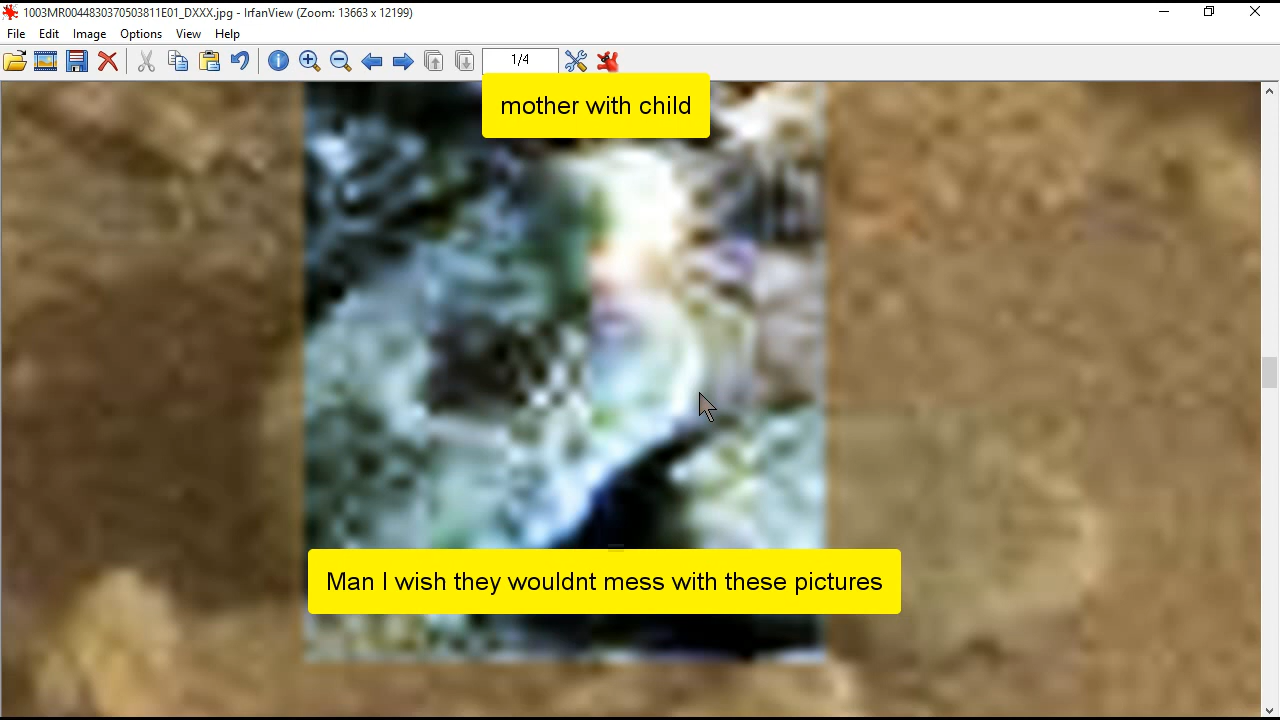 1003MR0044830370503811E01_DXXX.jpg - IrfanView (Zoom: 13663 x 12199)
File Edit Image Options View Help
1/4
mother with child
Man I wish they wouldnt mess with these pictures